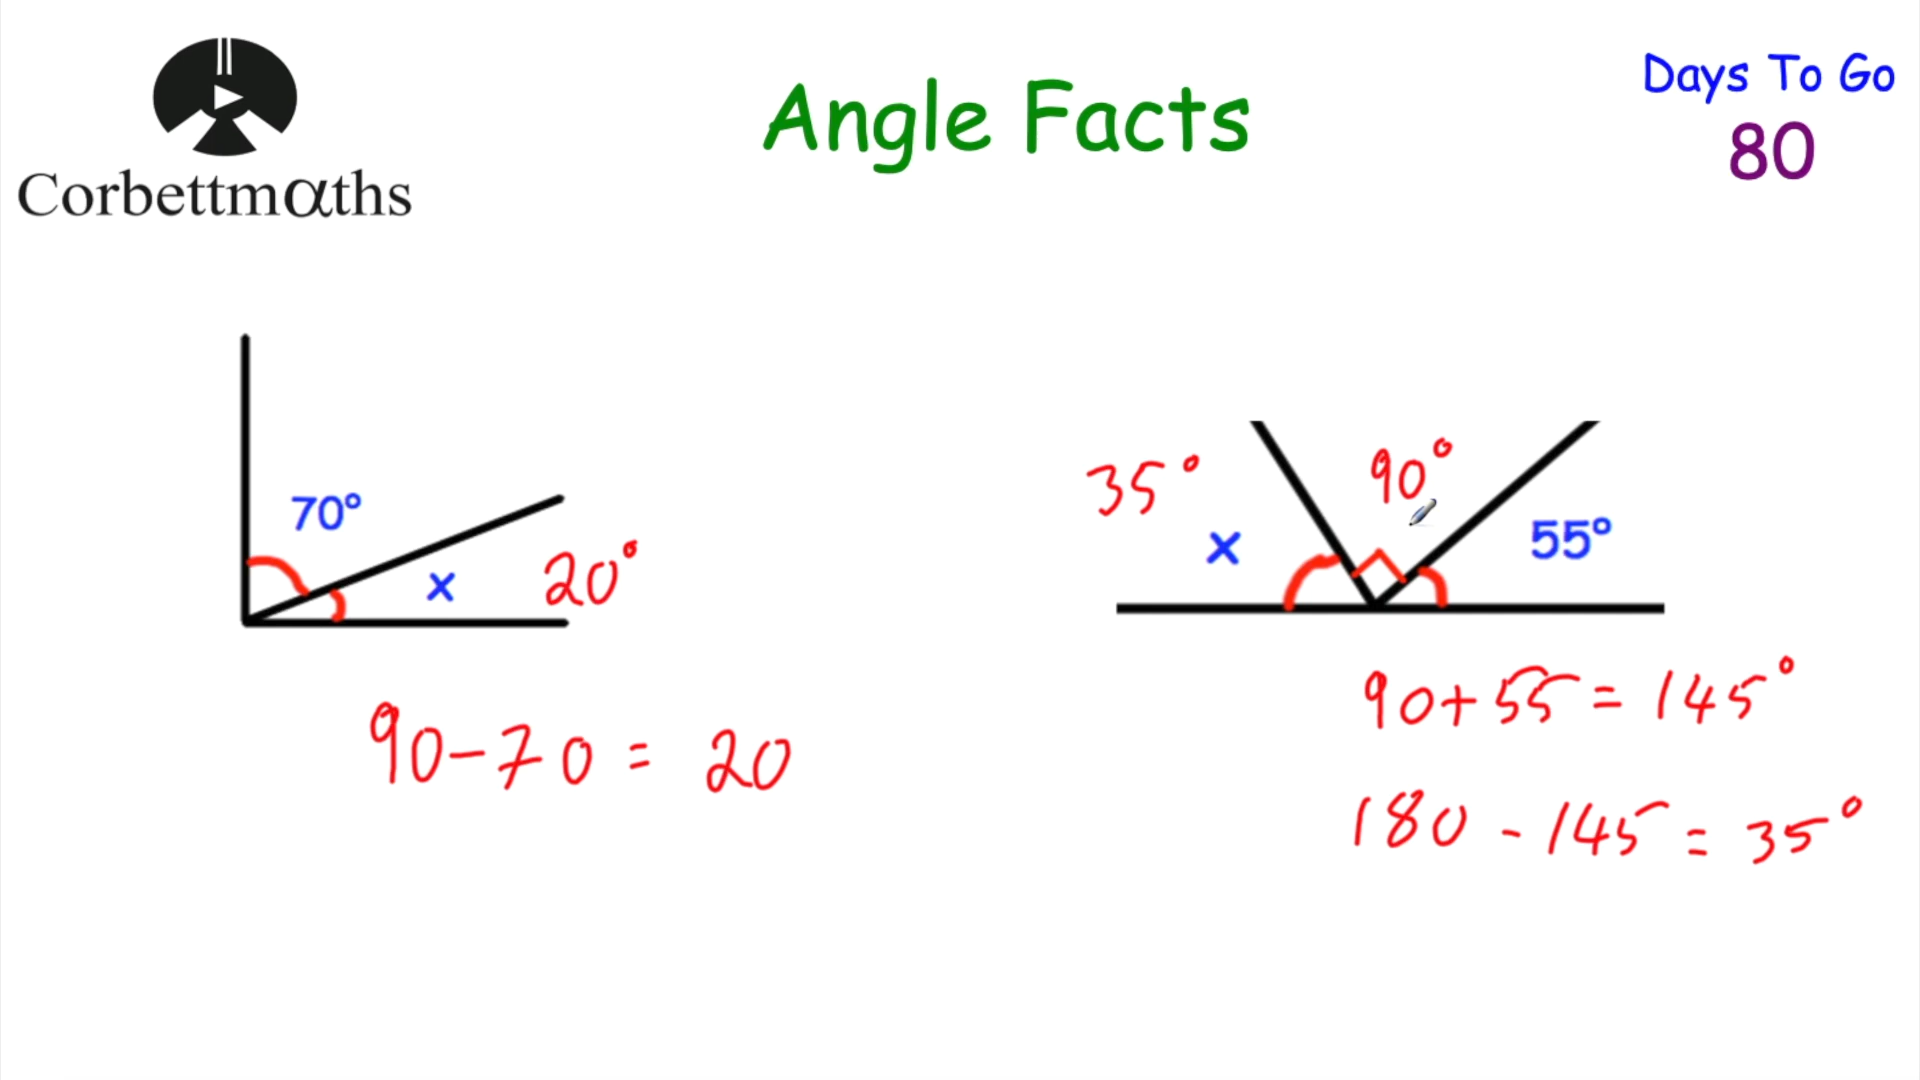 Corbettmαths
Angle Facts
Days To Go
80
70°
x
20°
90-70 = 20
35°
x
90°
55°
90+55 = 145°
180 - 145 = 35°